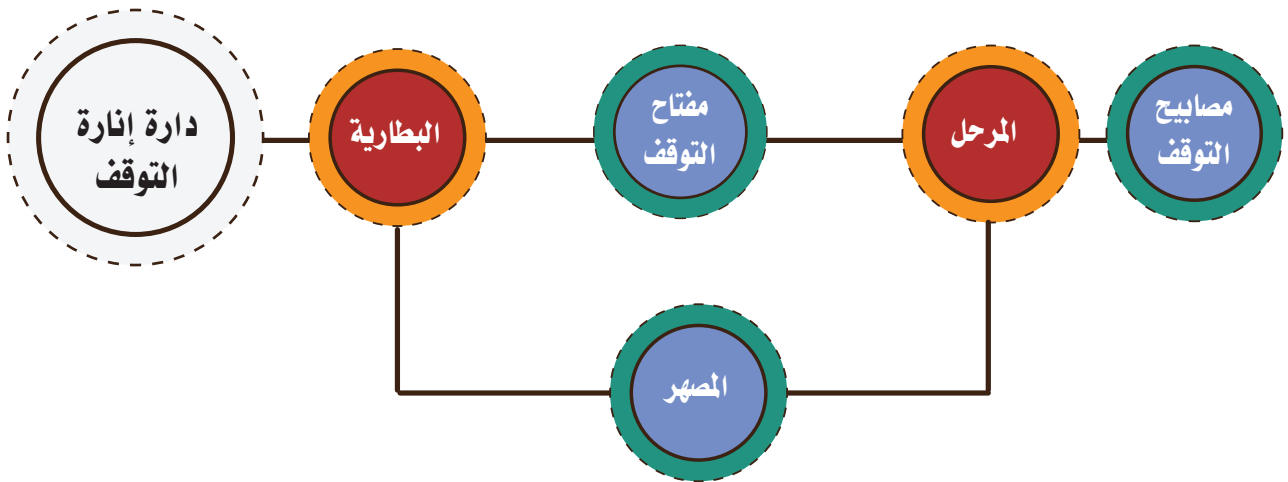 دارة إنارة
التوقف
البطارية
مفتاح
التوقف
المرحل
مصابيح
التوقف
المصهر